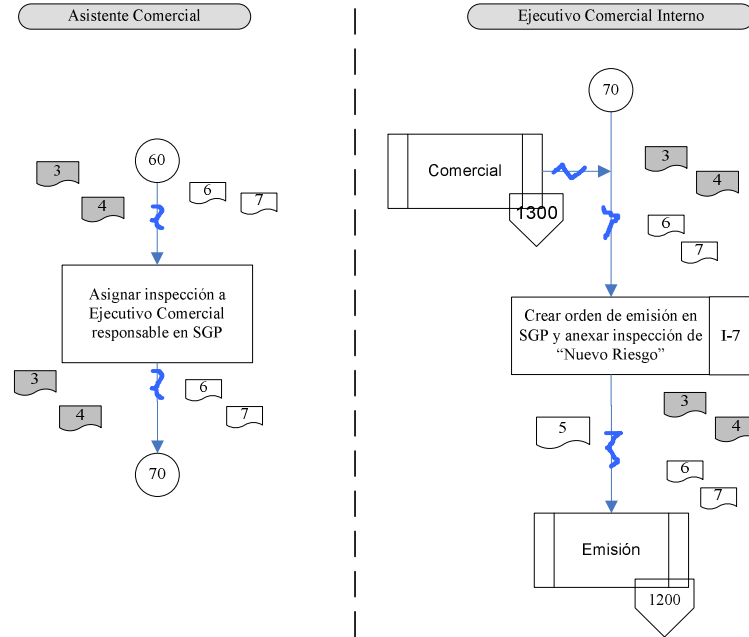 Asistente Comercial
60
3
4
6
7
Asignar inspección a
Ejecutivo Comercial
responsable en SGP
3
4
6
7
70
Ejecutivo Comercial Interno
70
Comercial
1300
3
4
6
7
Crear orden de emisión en
SGP y anexar inspección de
“Nuevo Riesgo”
I-7
5
3
4
6
7
Emisión
1200